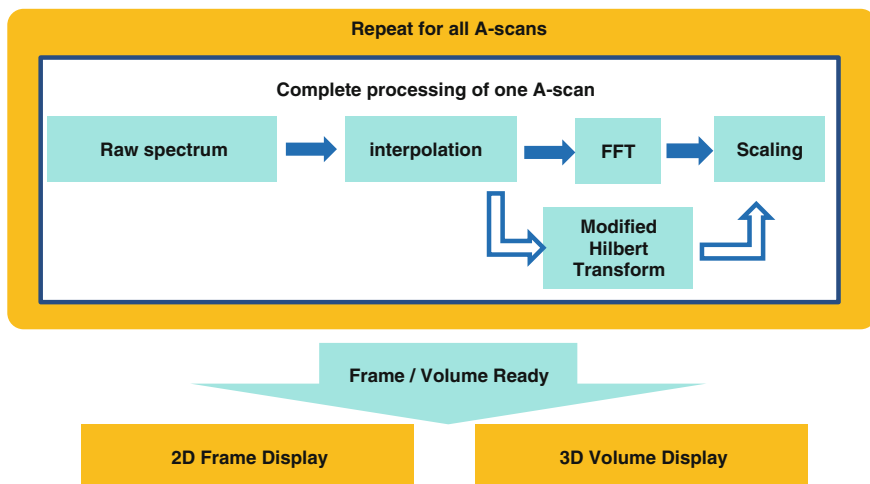 Repeat for all A-scans
Complete processing of one A-scan
Raw spectrum
interpolation
FFT
Scaling
Modified
Hilbert
Transform
Frame / Volume Ready
2D Frame Display
3D Volume Display